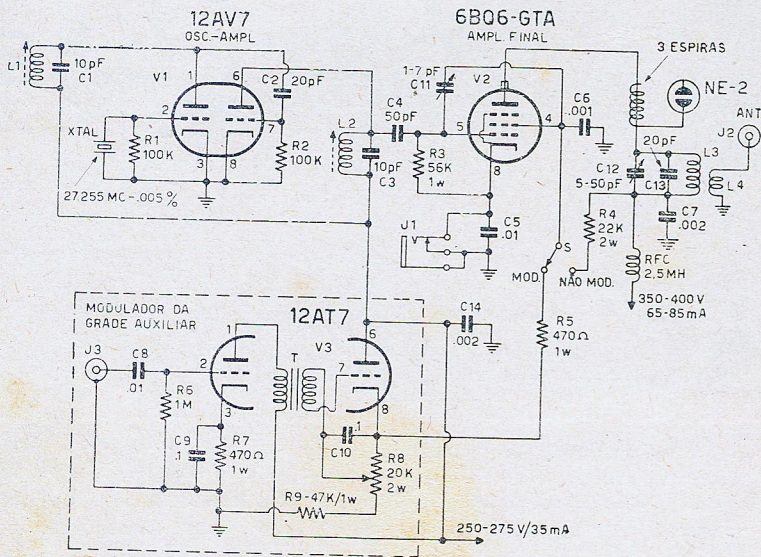 12AV7
OSC.-AMPL
6BQ6-GTA
AMPL. FINAL
3 ESPIRAS
L1
10pF
C1
V1
1
6
C2
20pF
2
7
3
8
XTAL
R1
100K
R2
100K
27.255 MC-.005%
L2
C4
50pF
10pF
C3
1-7 pF
C11
V2
5
4
8
R3
56K
1w
C6
.001
NE-2
ANT.
J2
20pF
L3
C12
5-50pF
C13
L4
R4
22K
2w
C7
.002
J1
V
C5
.01
S
MOD.
NÃO MOD.
RFC
2,5MH
350-400V
65-85mA
MODULADOR DA
GRADE AUXILIAR
12AT7
J3
C8
.01
1
2
3
T
V3
6
7
8
C14
.002
R5
470Ω
1w
R6
1M
C9
.1
R7
470Ω
1w
C10
.1
R8
20K
2w
R9-47K/1w
250-275V/35mA